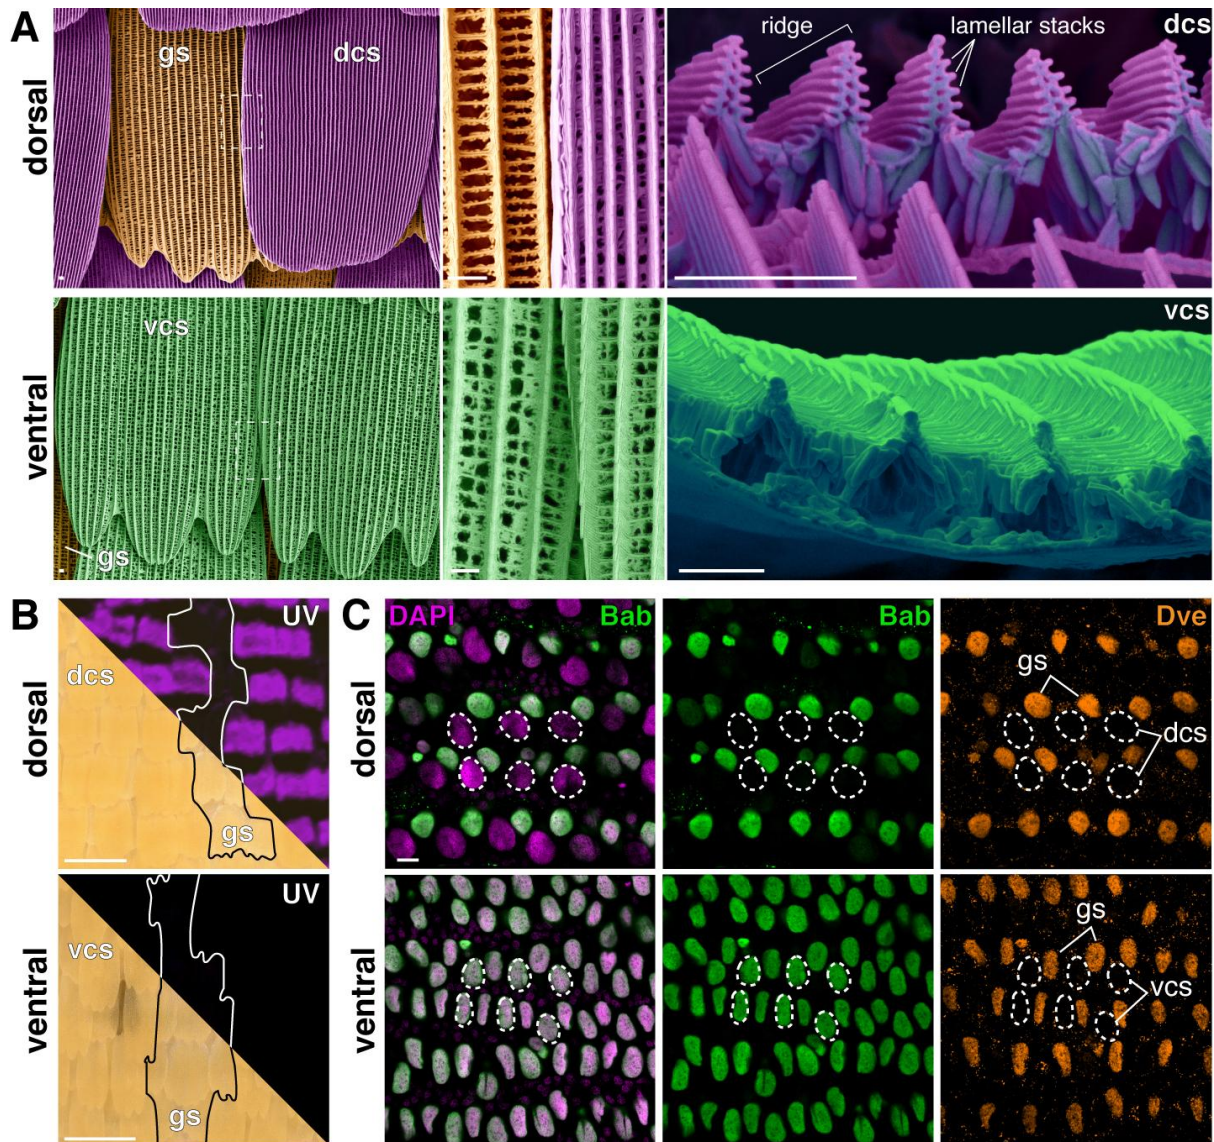 A
dorsal
gs
dcs
ridge
lamellar stacks
dcs
ventral
vcs
gs
vcs
B
dorsal
UV
dcs
gs
ventral
UV
vcs
gs
C
dorsal
DAPI
Bab
Bab
Dve
gs
dcs
ventral
gs
vcs